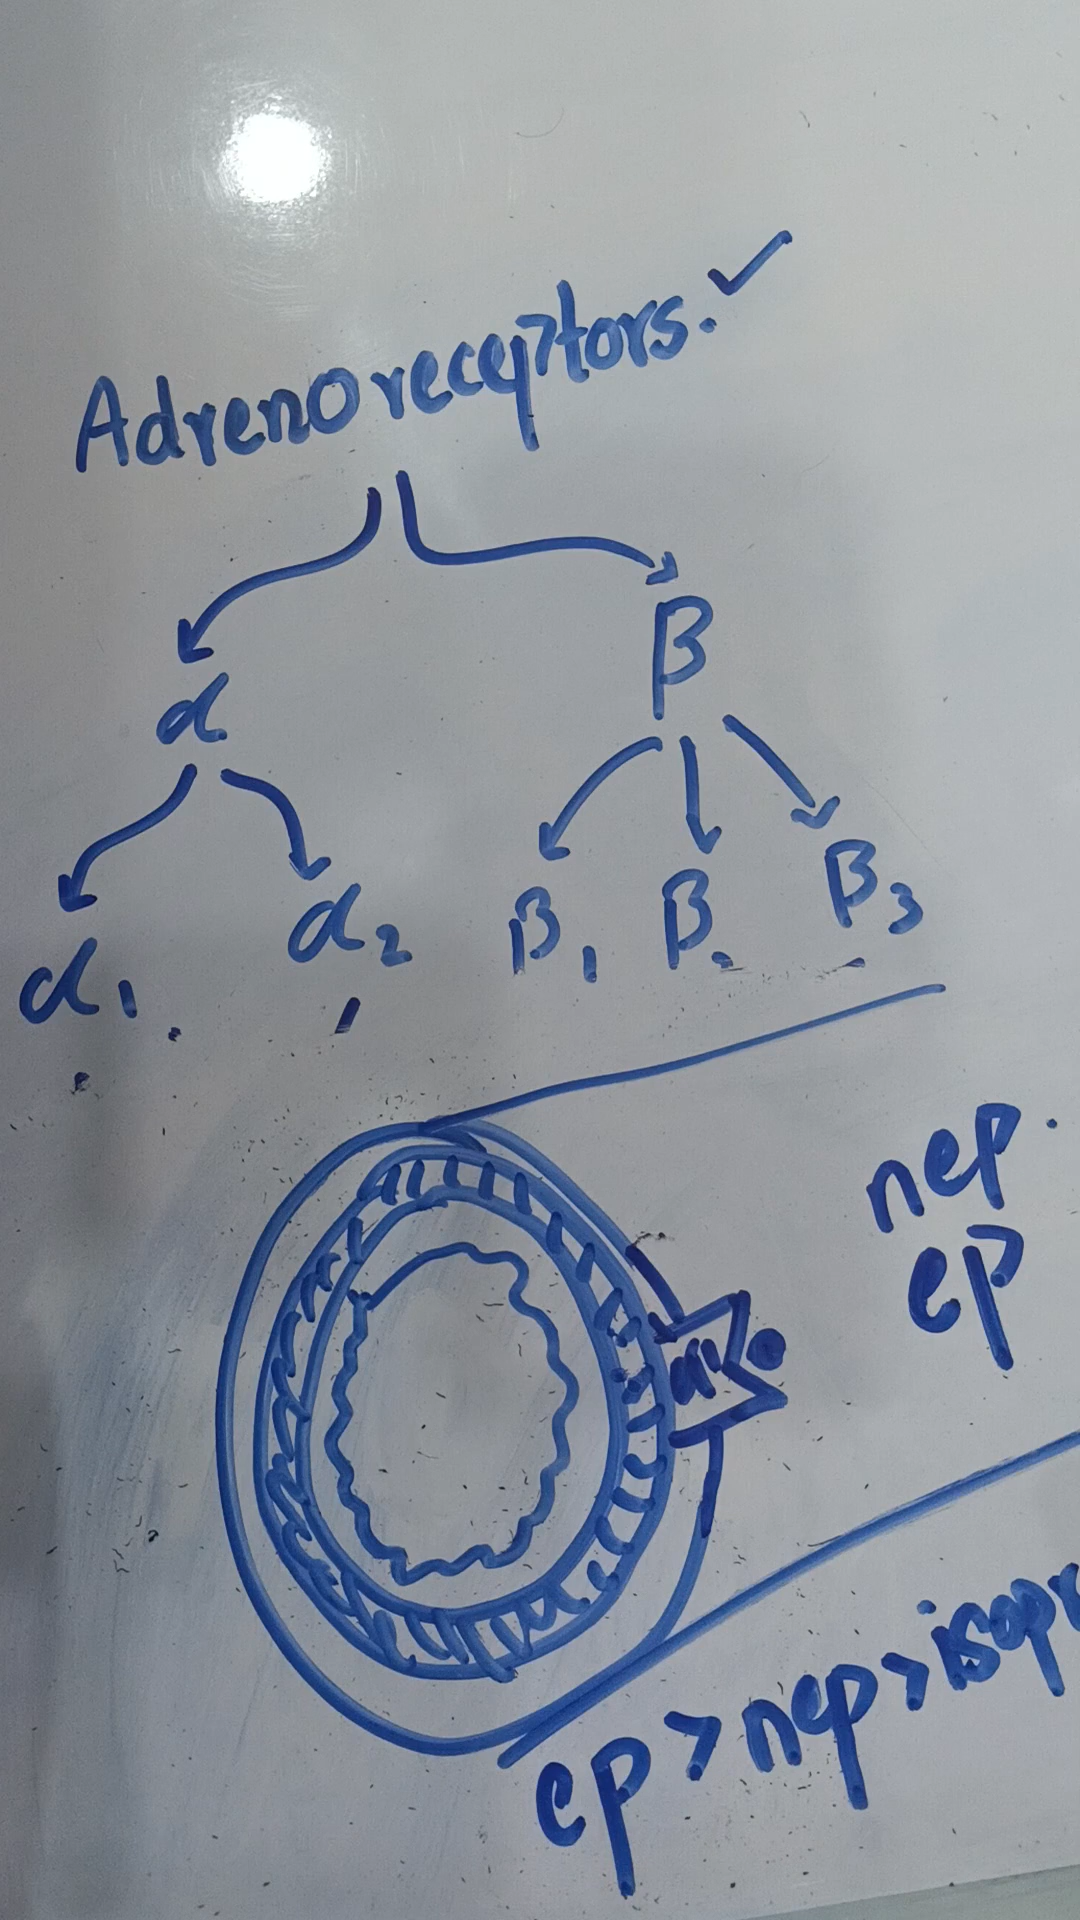 Adrenoreceptors.
α β
α1 α2 β1 β2 β3
nep.
ep
α1
ep > nep > isopr